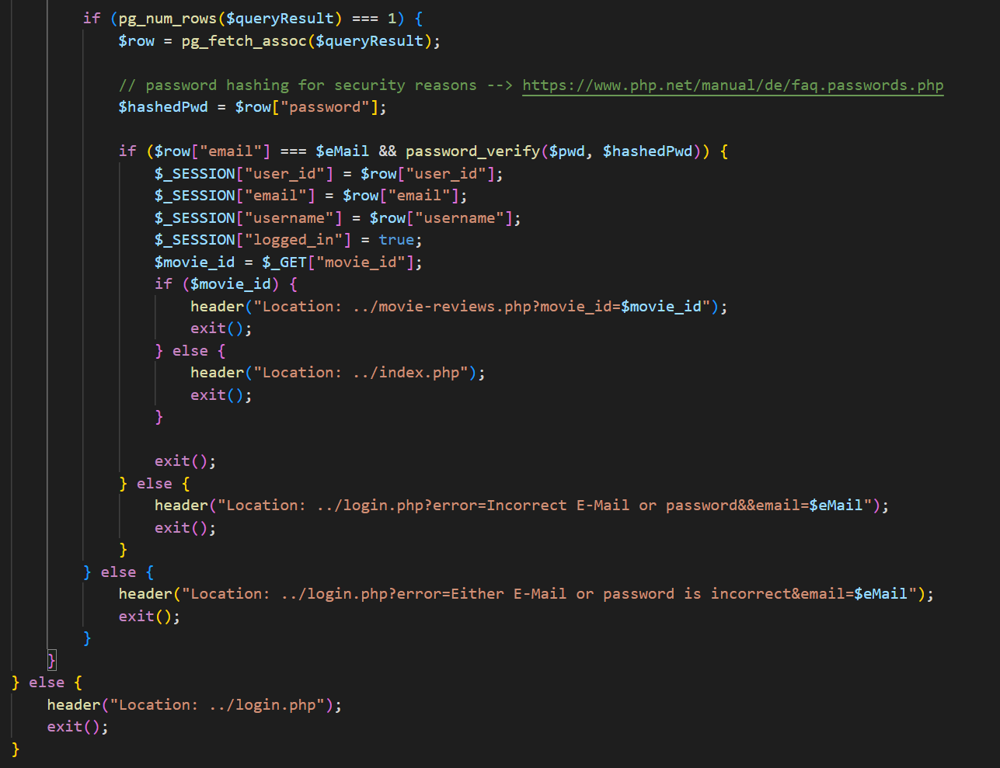 if (pg_num_rows($queryResult) === 1) {
$row = pg_fetch_assoc($queryResult);
// password hashing for security reasons --> https://www.php.net/manual/de/faq.passwords.php
$hashedPwd = $row["password"];
if ($row["email"] === $eMail && password_verify($pwd, $hashedPwd)) {
$_SESSION["user_id"] = $row["user_id"];
$_SESSION["email"] = $row["email"];
$_SESSION["username"] = $row["username"];
$_SESSION["logged_in"] = true;
$movie_id = $_GET["movie_id"];
if ($movie_id) {
header("Location: ../movie-reviews.php?movie_id=$movie_id");
exit();
} else {
header("Location: ../index.php");
exit();
}
exit();
} else {
header("Location: ../login.php?error=Incorrect E-Mail or password&&email=$eMail");
exit();
}
} else {
header("Location: ../login.php?error=Either E-Mail or password is incorrect&email=$eMail");
exit();
}
}
} else {
header("Location: ../login.php");
exit();
}